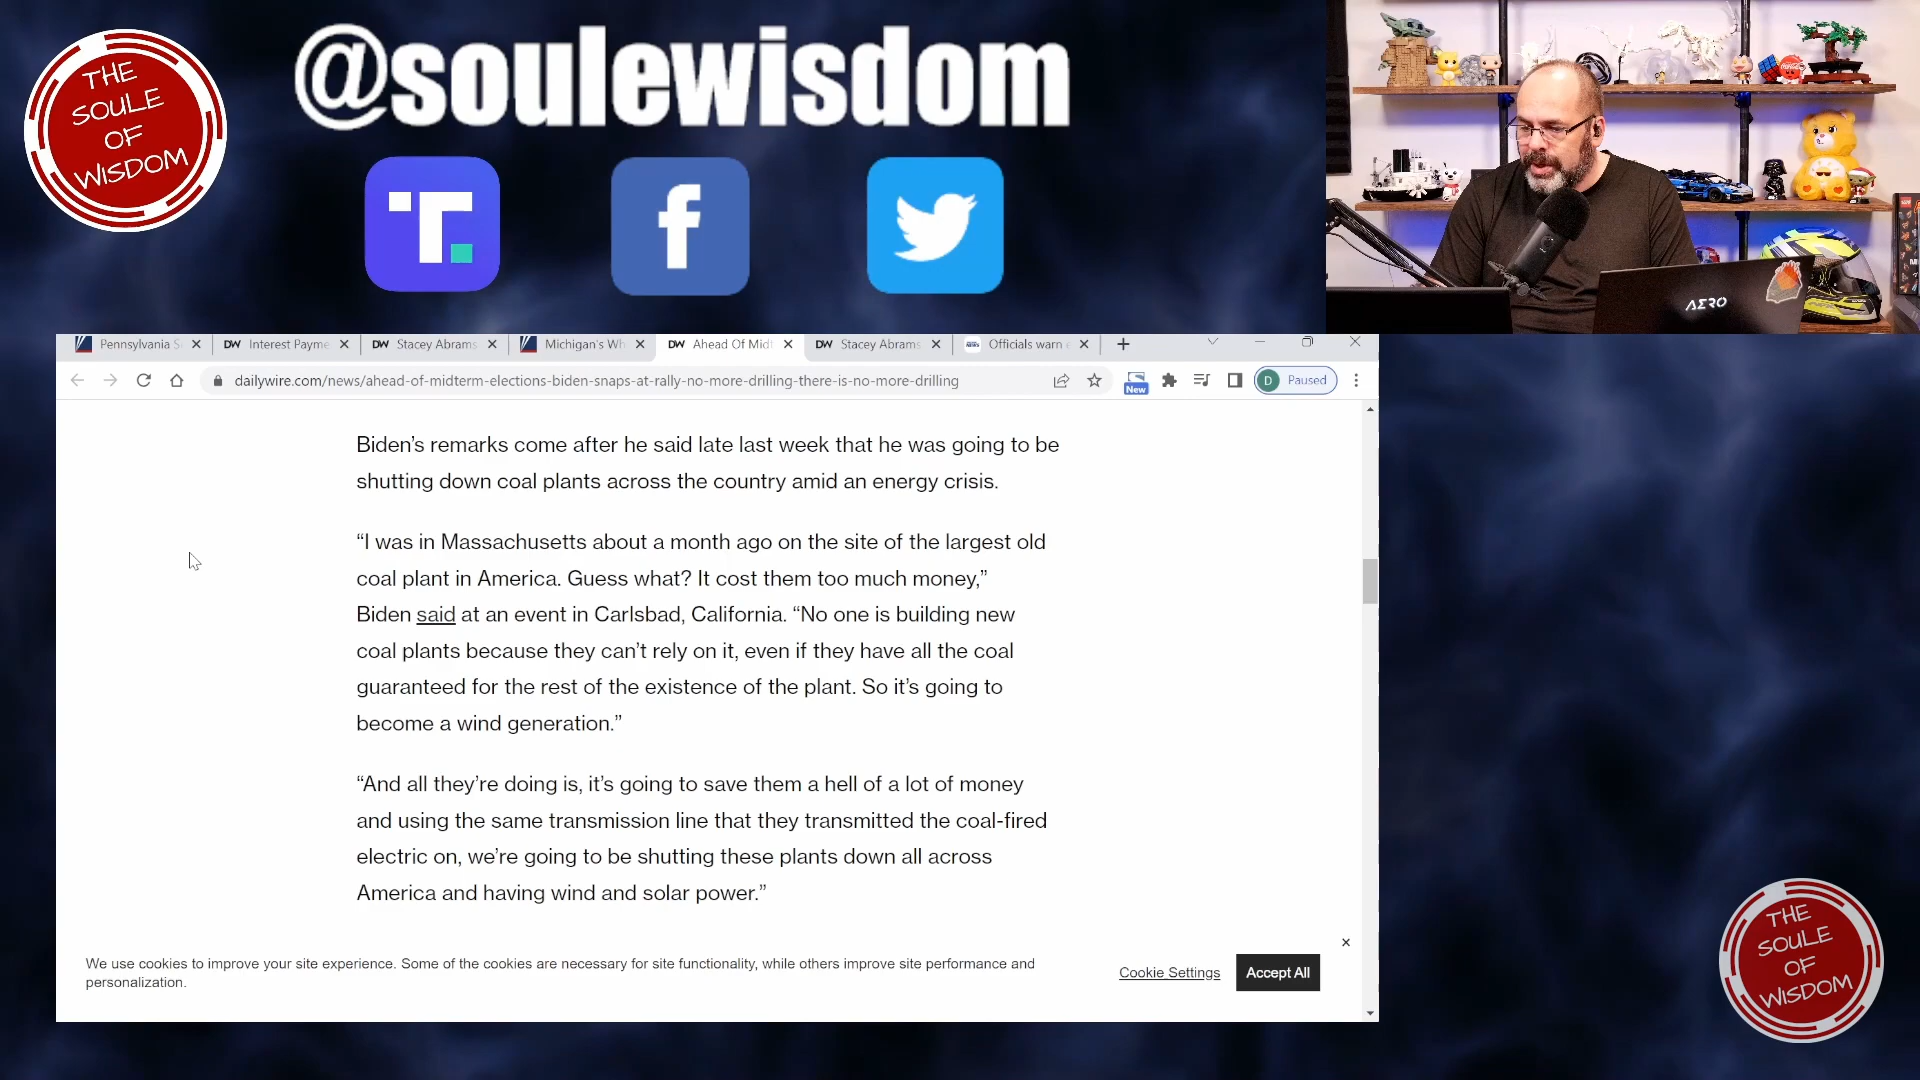 THE
SOULE
OF
WISDOM
@soulewisdom
T.
f
Pennsylvania S
Interest Payme
Stacey Abrams
Michigan's Wh
Ahead Of Midt
Stacey Abrams
Officials warn
dailywire.com/news/ahead-of-midterm-elections-biden-snaps-at-rally-no-more-drilling-there-is-no-more-drilling
New
D Paused
AERO
Biden’s remarks come after he said late last week that he was going to be
shutting down coal plants across the country amid an energy crisis.
“I was in Massachusetts about a month ago on the site of the largest old
coal plant in America. Guess what? It cost them too much money,”
Biden said at an event in Carlsbad, California. “No one is building new
coal plants because they can’t rely on it, even if they have all the coal
guaranteed for the rest of the existence of the plant. So it’s going to
become a wind generation.”
“And all they’re doing is, it’s going to save them a hell of a lot of money
and using the same transmission line that they transmitted the coal-fired
electric on, we’re going to be shutting these plants down all across
America and having wind and solar power.”
We use cookies to improve your site experience. Some of the cookies are necessary for site functionality, while others improve site performance and
personalization.
Cookie Settings
Accept All
THE
SOULE
OF
WISDOM